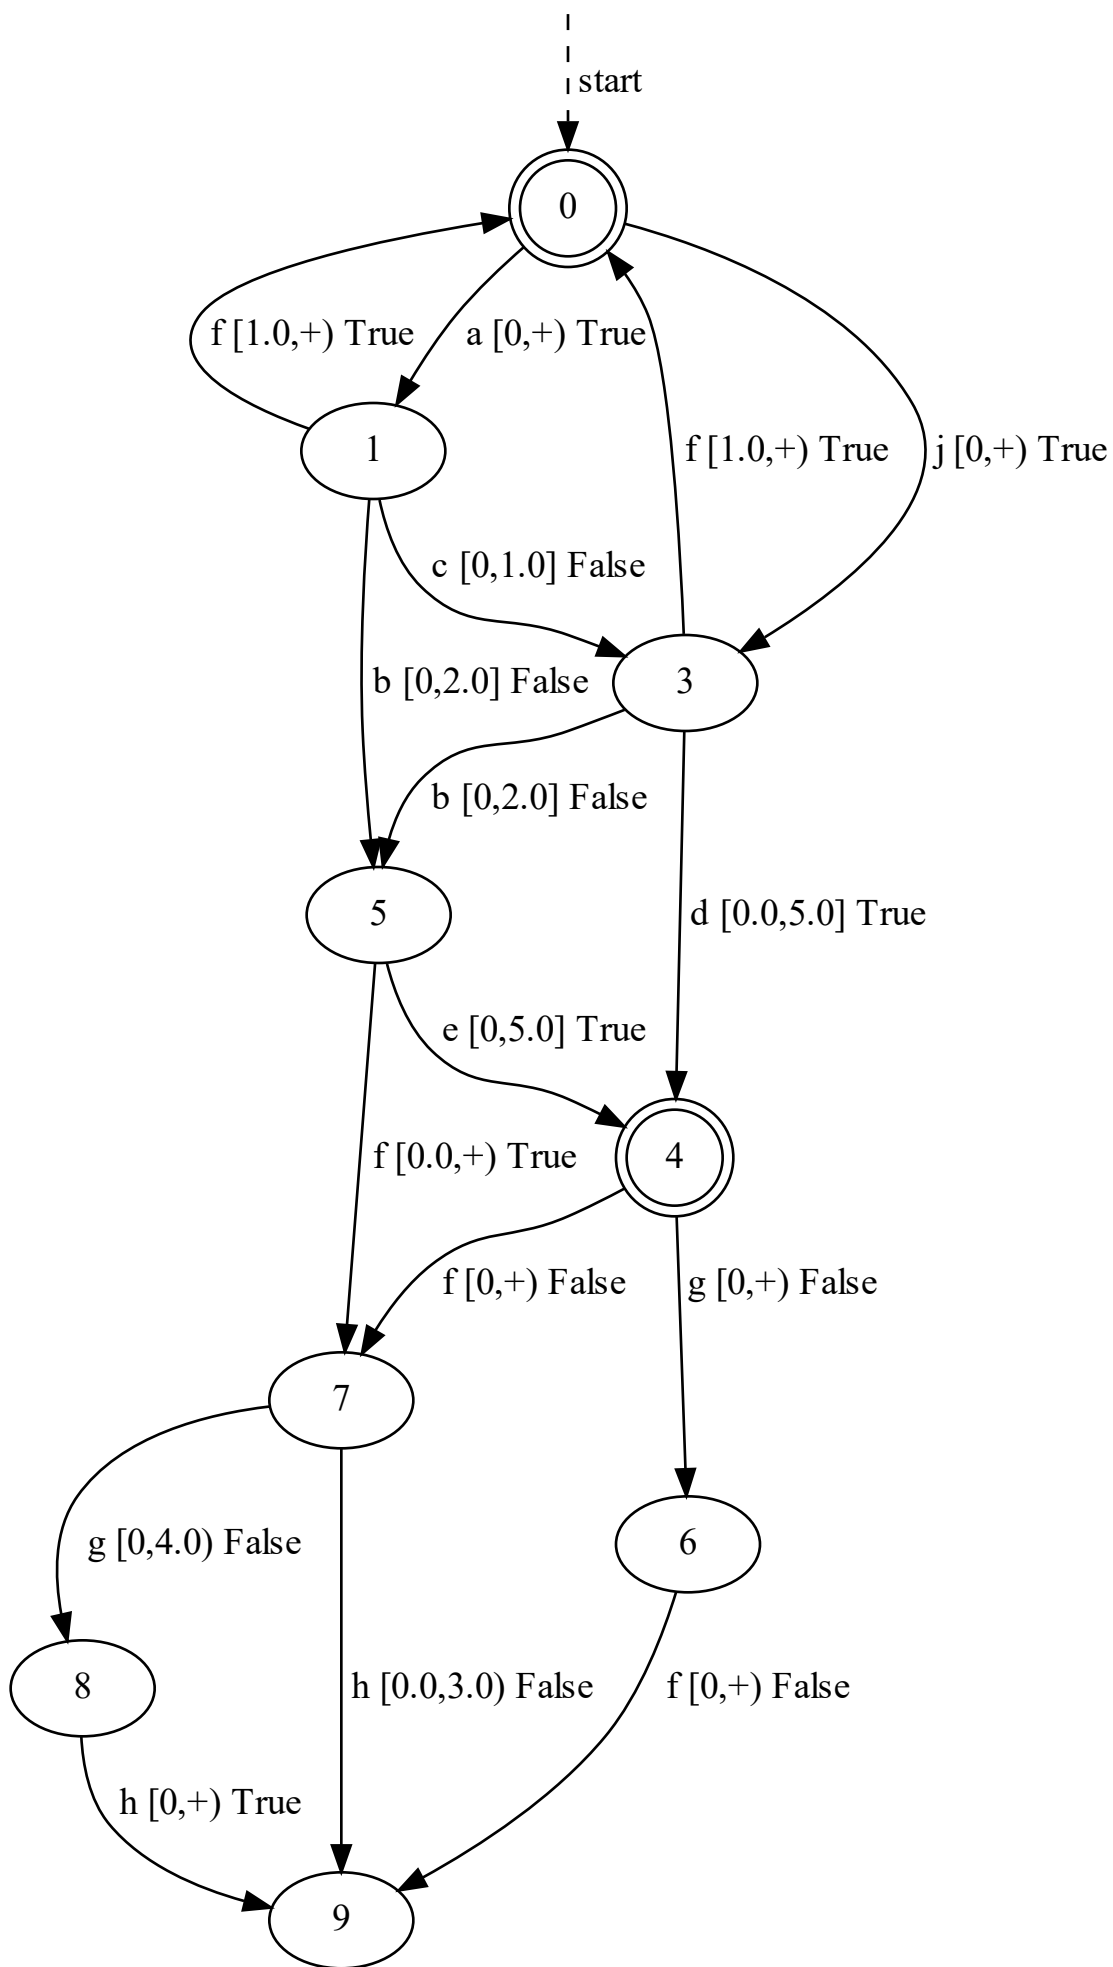 start
0
f [1.0,+) True
a [0,+) True
f [1.0,+) True
j [0,+) True
1
c [0,1.0] False
b [0,2.0] False
3
b [0,2.0] False
5
d [0.0,5.0] True
e [0,5.0] True
f [0.0,+) True
4
f [0,+) False
g [0,+) False
7
g [0,4.0) False
6
8
h [0.0,3.0) False
f [0,+) False
h [0,+) True
9